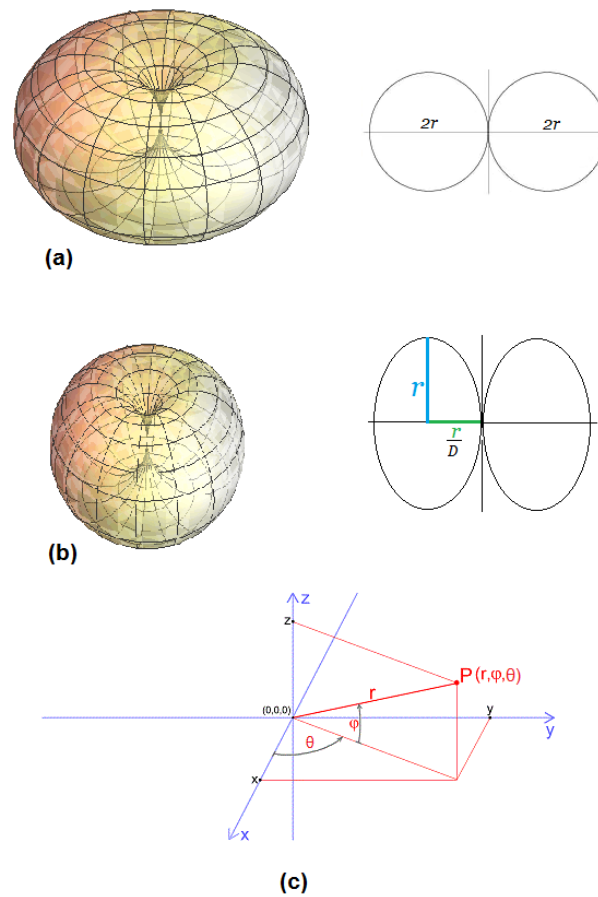 2r 2r
(a)
r
r
D
(b)
z
z
P(r,φ,θ)
r
(0,0,0)
y
φ
y
θ
x
x
(c)